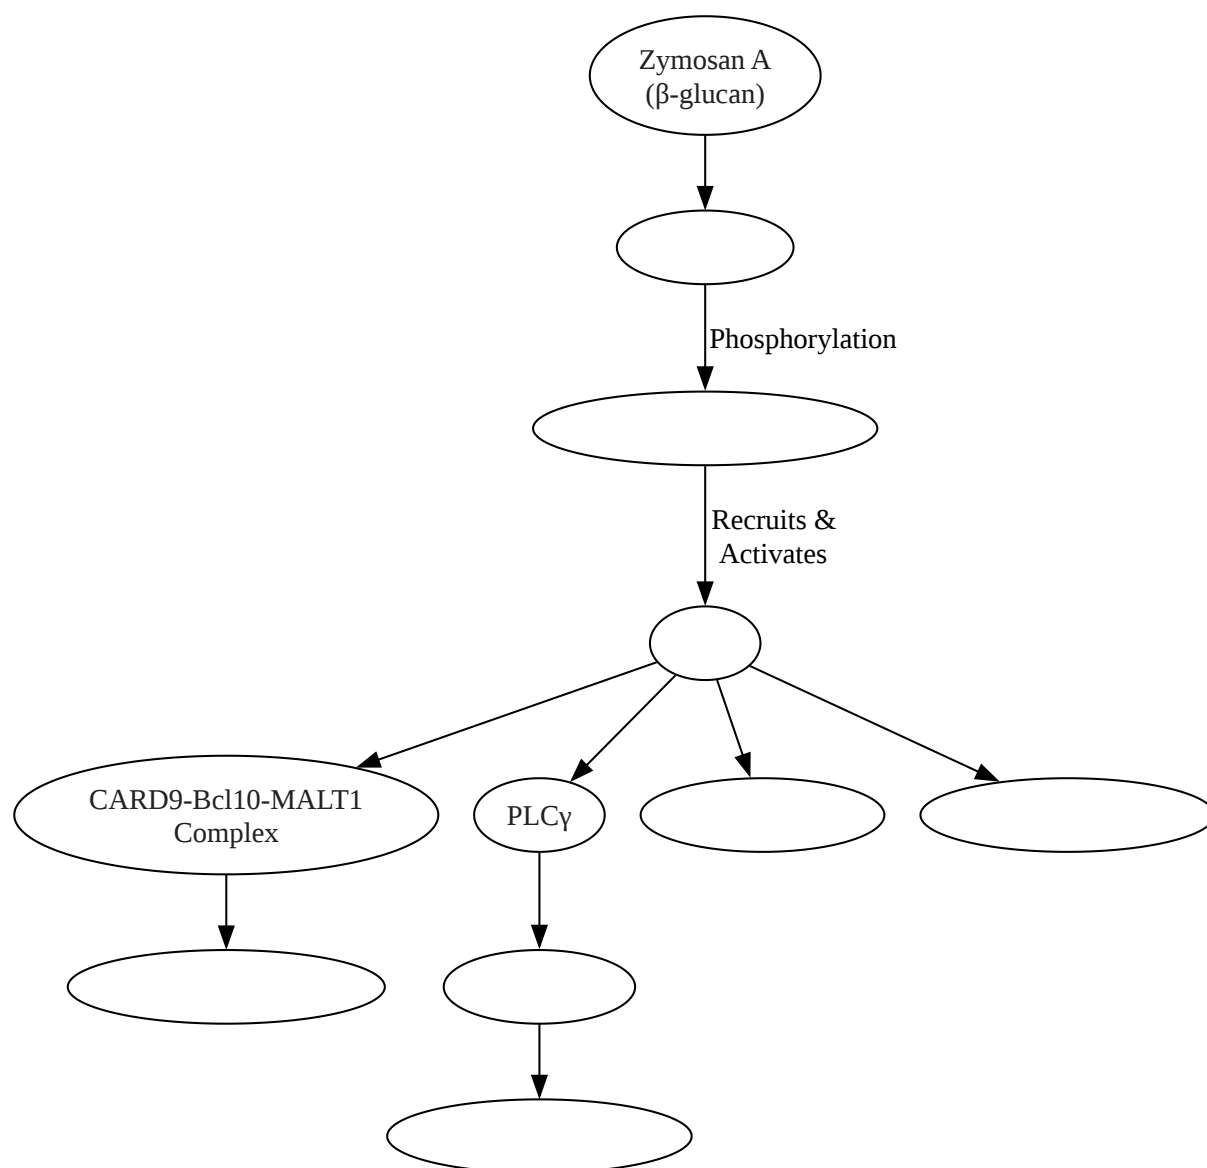 Zymosan A
(β-glucan)
Phosphorylation
Recruits &
Activates
CARD9-Bcl10-MALT1
Complex
PLCγ